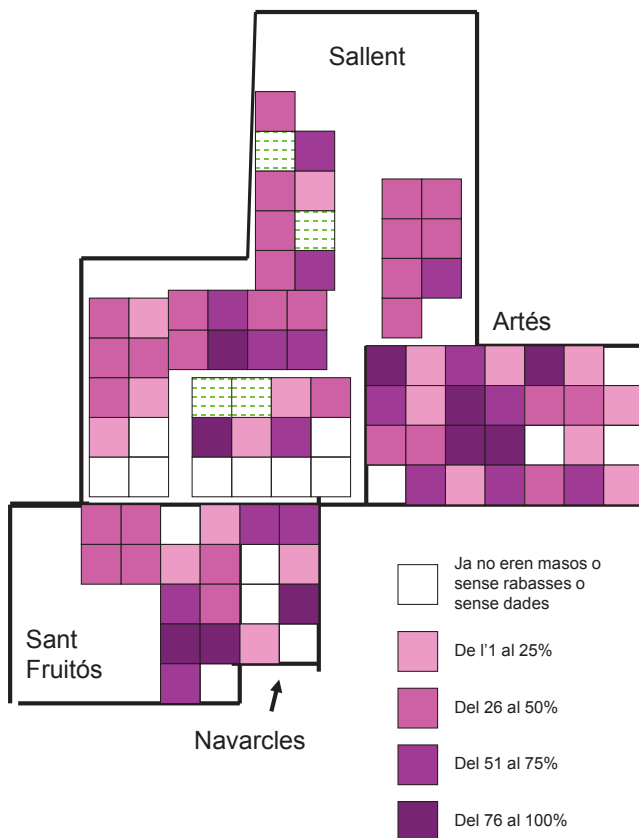 Sallent
Artés
Sant
Fruitós
Navarcles
Ja no eren masos o
sense rabasses o
sense dades
De l'1 al 25%
Del 26 al 50%
Del 51 al 75%
Del 76 al 100%